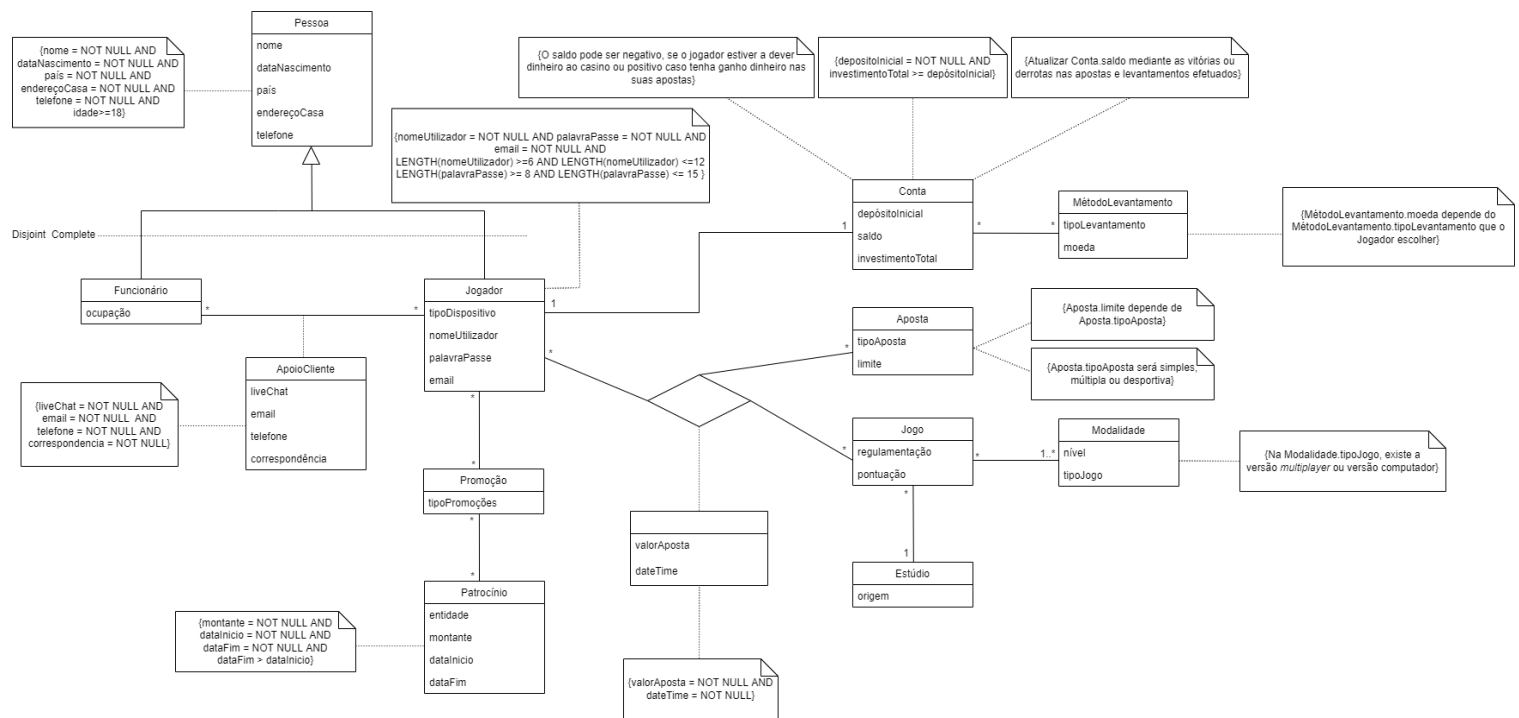 Pessoa
nome
dataNascimento
país
endereçoCasa
telefone
{nome = NOT NULL AND
dataNascimento = NOT NULL AND
país = NOT NULL AND
endereçoCasa = NOT NULL AND
telefone = NOT NULL AND
idade>=18}
{O saldo pode ser negativo, se o jogador estiver a dever
dinheiro ao casino ou positivo caso tenha ganho dinheiro nas
suas apostas}
{depositoInicial = NOT NULL AND
investimentoTotal >= depósitoInicial}
{Atualizar Conta.saldo mediante as vitórias ou
derrotas nas apostas e levantamentos efetuados}
{nomeUtilizador = NOT NULL AND palavraPasse = NOT NULL AND
email = NOT NULL AND
LENGTH(nomeUtilizador) >=6 AND LENGTH(nomeUtilizador) <=12
LENGTH(palavraPasse) >= 8 AND LENGTH(palavraPasse) <= 15 }
Conta
depósitoInicial
saldo
investimentoTotal
1
*
*
MétodoLevantamento
tipoLevantamento
moeda
{MétodoLevantamento.moeda depende do
MétodoLevantamento.tipoLevantamento que o
Jogador escolher}
Disjoint Complete
Funcionário
ocupação
*
*
Jogador
tipoDispositivo
nomeUtilizador
palavraPasse
email
1
*
*
Aposta
tipoAposta
limite
*
{Aposta.limite depende de
Aposta.tipoAposta}
{Aposta.tipoAposta será simples,
múltipla ou desportiva}
ApoioCliente
liveChat
email
telefone
correspondência
{liveChat = NOT NULL AND
email = NOT NULL AND
telefone = NOT NULL AND
correspondencia = NOT NULL}
Jogo
regulamentação
pontuação
*
*
1..*
*
Modalidade
nível
tipoJogo
{Na Modalidade.tipoJogo, existe a
versão multiplayer ou versão computador}
*
Promoção
tipoPromoções
*
*
valorAposta
dateTime
1
Estúdio
origem
Patrocínio
entidade
montante
dataInicio
dataFim
{montante = NOT NULL AND
dataInicio = NOT NULL AND
dataFim = NOT NULL AND
dataFim > dataInicio}
{valorAposta = NOT NULL AND
dateTime = NOT NULL}